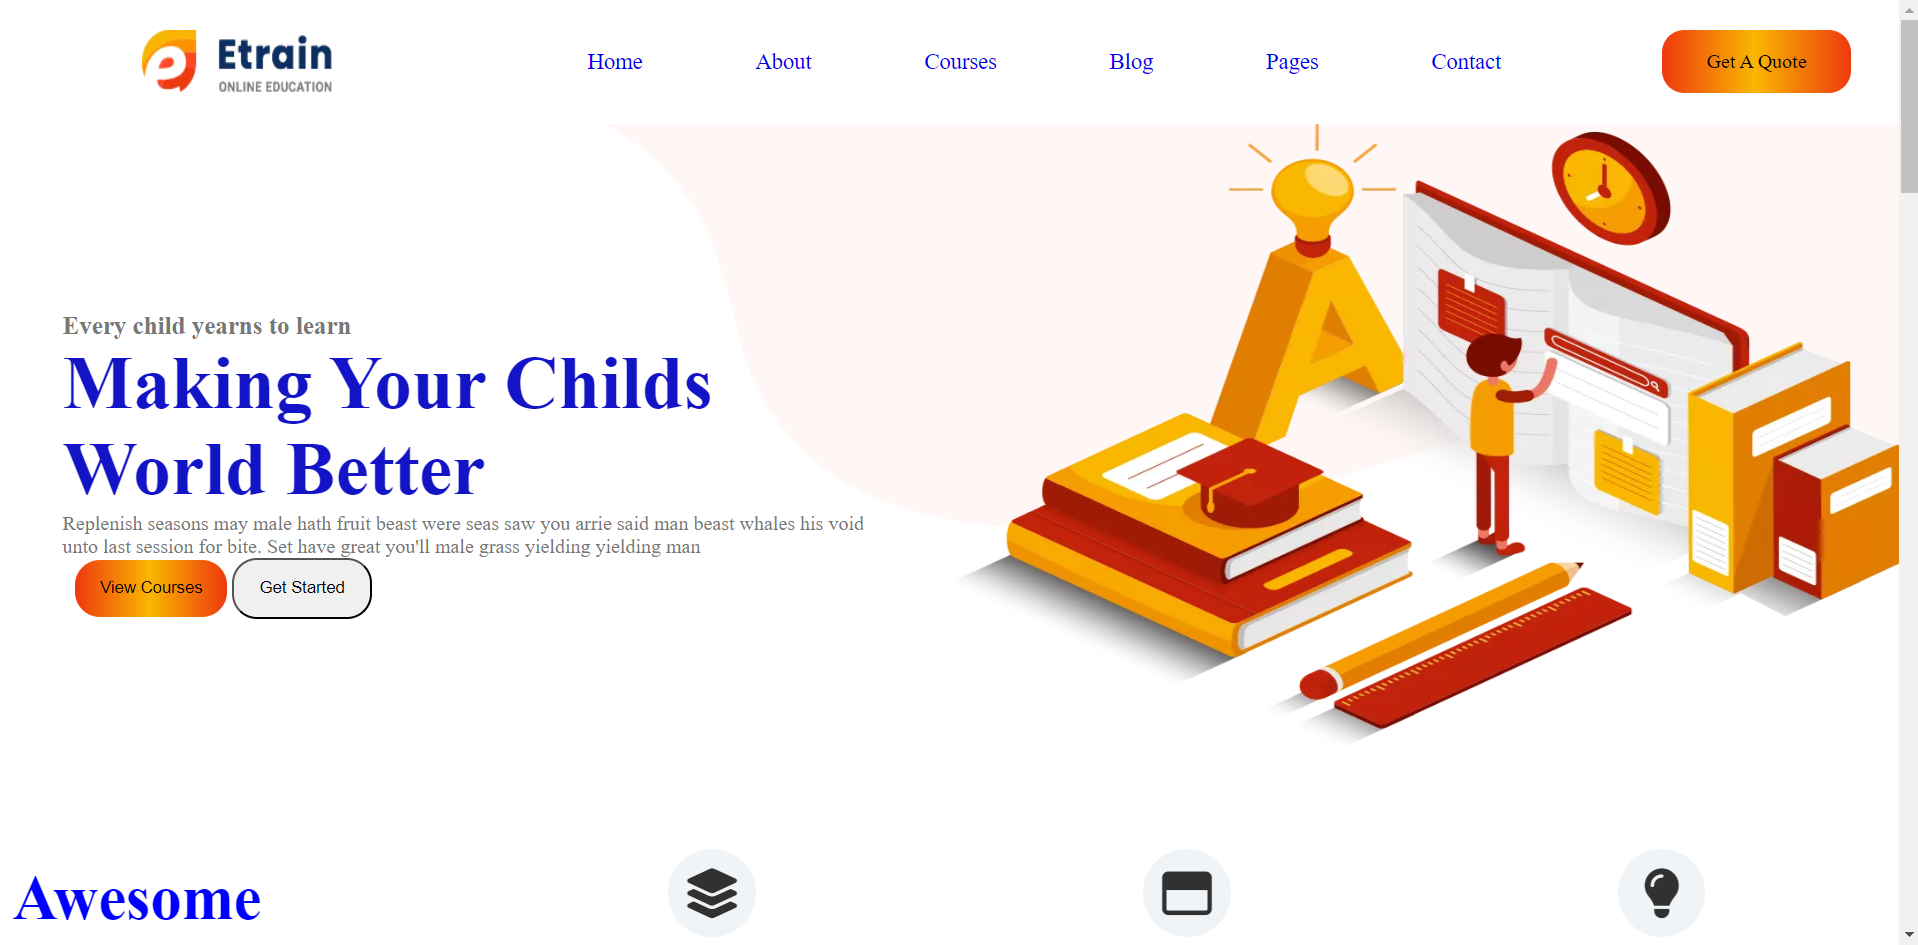 Etrain
ONLINE EDUCATION
Home About Courses Blog Pages Contact
Get A Quote
Every child yearns to learn
Making Your Childs
World Better
Replenish seasons may male hath fruit beast were seas saw you arrie said man beast whales his void
unto last session for bite. Set have great you'll male grass yielding yielding man
View Courses
Get Started
Awesome